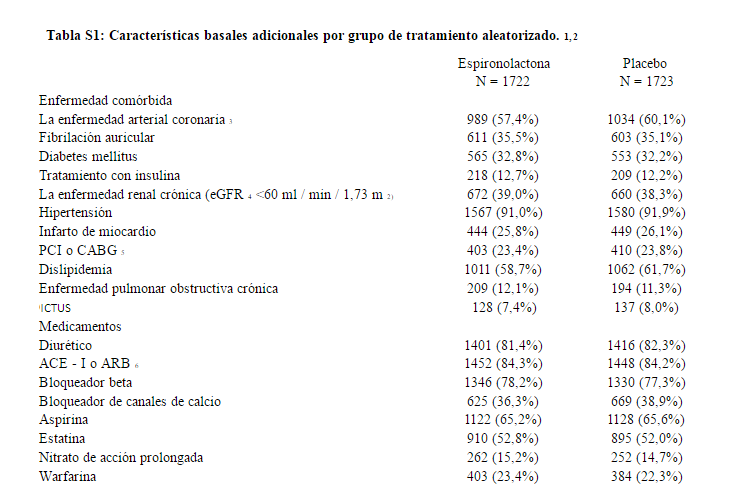 Tabla S1: Características basales adicionales por grupo de tratamiento aleatorizado. 1,2
Espironolactona Placebo
N = 1722 N = 1723
Enfermedad comórbida
La enfermedad arterial coronaria 3 989 (57,4%) 1034 (60,1%)
Fibrilación auricular 611 (35,5%) 603 (35,1%)
Diabetes mellitus 565 (32,8%) 553 (32,2%)
Tratamiento con insulina 218 (12,7%) 209 (12,2%)
La enfermedad renal crónica (eGFR 4 <60 ml / min / 1,73 m 2) 672 (39,0%) 660 (38,3%)
Hipertensión 1567 (91,0%) 1580 (91,9%)
Infarto de miocardio 444 (25,8%) 449 (26,1%)
PCI o CABG 5 403 (23,4%) 410 (23,8%)
Dislipidemia 1011 (58,7%) 1062 (61,7%)
Enfermedad pulmonar obstructiva crónica 209 (12,1%) 194 (11,3%)
ICTUS 128 (7,4%) 137 (8,0%)
Medicamentos
Diurético 1401 (81,4%) 1416 (82,3%)
ACE - I o ARB 6 1452 (84,3%) 1448 (84,2%)
Bloqueador beta 1346 (78,2%) 1330 (77,3%)
Bloqueador de canales de calcio 625 (36,3%) 669 (38,9%)
Aspirina 1122 (65,2%) 1128 (65,6%)
Estatina 910 (52,8%) 895 (52,0%)
Nitrato de acción prolongada 262 (15,2%) 252 (14,7%)
Warfarina 403 (23,4%) 384 (22,3%)